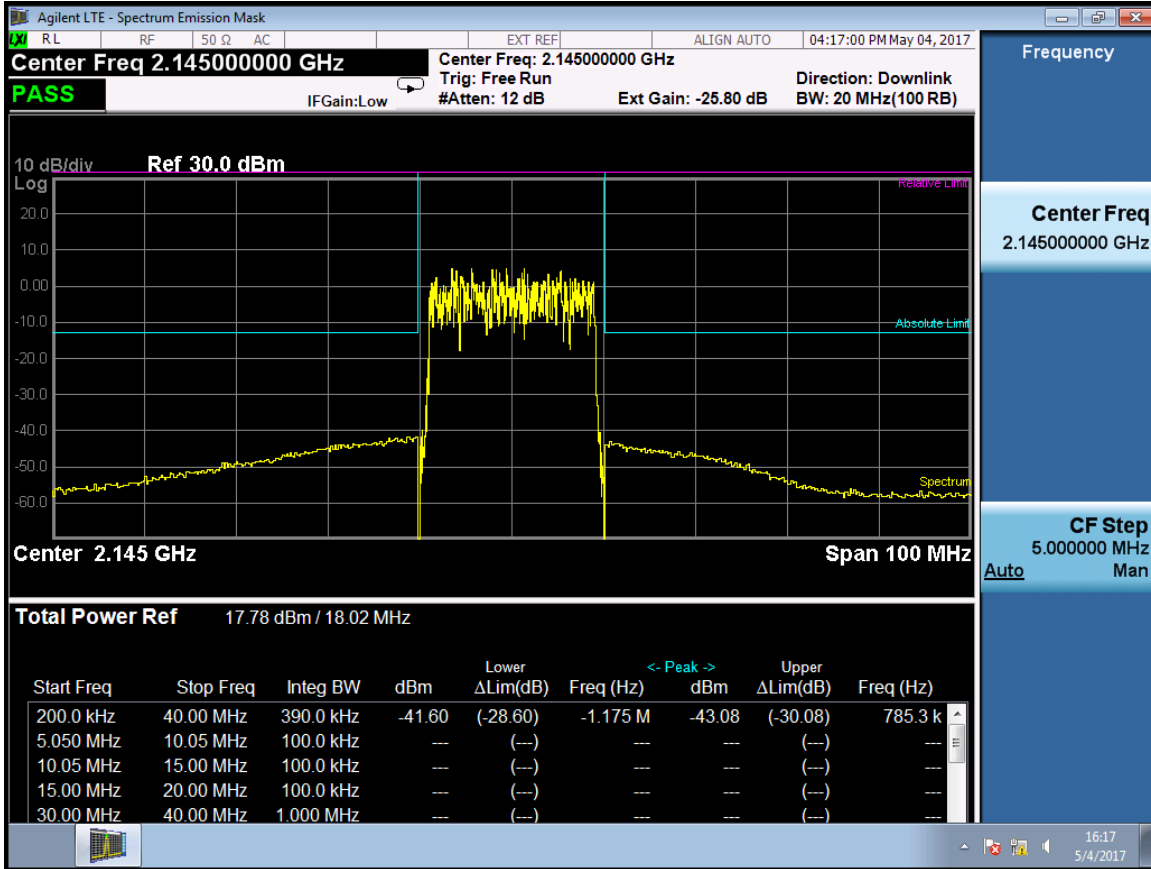 Agilent LTE - Spectrum Emission Mask
LXI RL RF 50 Ω AC EXT REF ALIGN AUTO 04:17:00 PM May 04, 2017
Center Freq 2.145000000 GHz
PASS
IFGain:Low
Center Freq: 2.145000000 GHz
Trig: Free Run
#Atten: 12 dB
Ext Gain: -25.80 dB
Direction: Downlink
BW: 20 MHz(100 RB)
10 dB/div Ref 30.0 dBm
Log
Relative Limit
20.0
10.0
0.00
-10.0
Absolute Limit
-20.0
-30.0
-40.0
-50.0
Spectrum
-60.0
Center 2.145 GHz Span 100 MHz
Total Power Ref 17.78 dBm / 18.02 MHz
Lower <- Peak -> Upper
Start Freq Stop Freq Integ BW dBm ΔLim(dB) Freq (Hz) dBm ΔLim(dB) Freq (Hz)
200.0 kHz 40.00 MHz 390.0 kHz -41.60 (-28.60) -1.175 M -43.08 (-30.08) 785.3 k
5.050 MHz 10.05 MHz 100.0 kHz --- (---) --- --- (---) ---
10.05 MHz 15.00 MHz 100.0 kHz --- (---) --- --- (---) ---
15.00 MHz 20.00 MHz 100.0 kHz --- (---) --- --- (---) ---
30.00 MHz 40.00 MHz 1.000 MHz --- (---) --- --- (---) ---
Frequency
Center Freq
2.145000000 GHz
CF Step
5.000000 MHz
Auto Man
16:17
5/4/2017